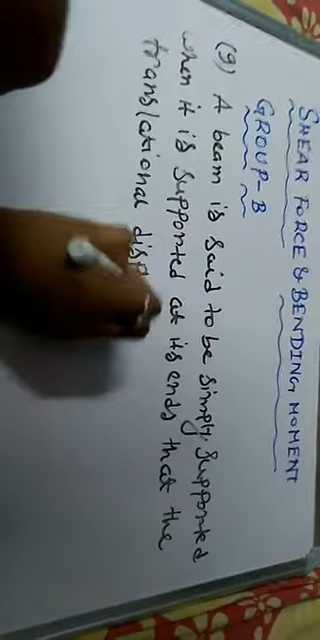 SHEAR FORCE & BENDING MOMENT
GROUP-B
(9) A beam is said to be simply supported
when it is supported at its ends that the
translational disp